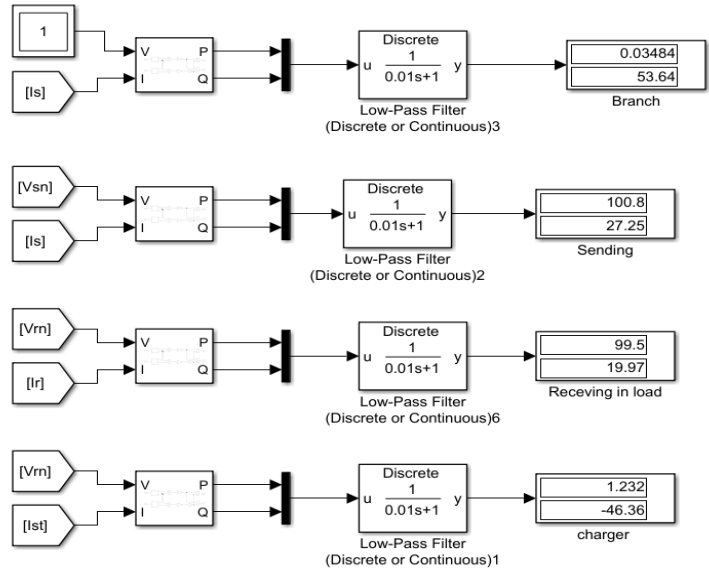 1
V
P
I
Q
[Is]
Discrete
u
1
0.01s+1
y
Low-Pass Filter
(Discrete or Continuous)3
0.03484
53.64
Branch
[Vsn]
[Is]
V
P
I
Q
Discrete
u
1
0.01s+1
y
Low-Pass Filter
(Discrete or Continuous)2
100.8
27.25
Sending
[Vrn]
[Ir]
V
P
I
Q
Discrete
u
1
0.01s+1
y
Low-Pass Filter
(Discrete or Continuous)6
99.5
19.97
Receving in load
[Vrn]
[Ist]
V
P
I
Q
Discrete
u
1
0.01s+1
y
Low-Pass Filter
(Discrete or Continuous)1
1.232
-46.36
charger